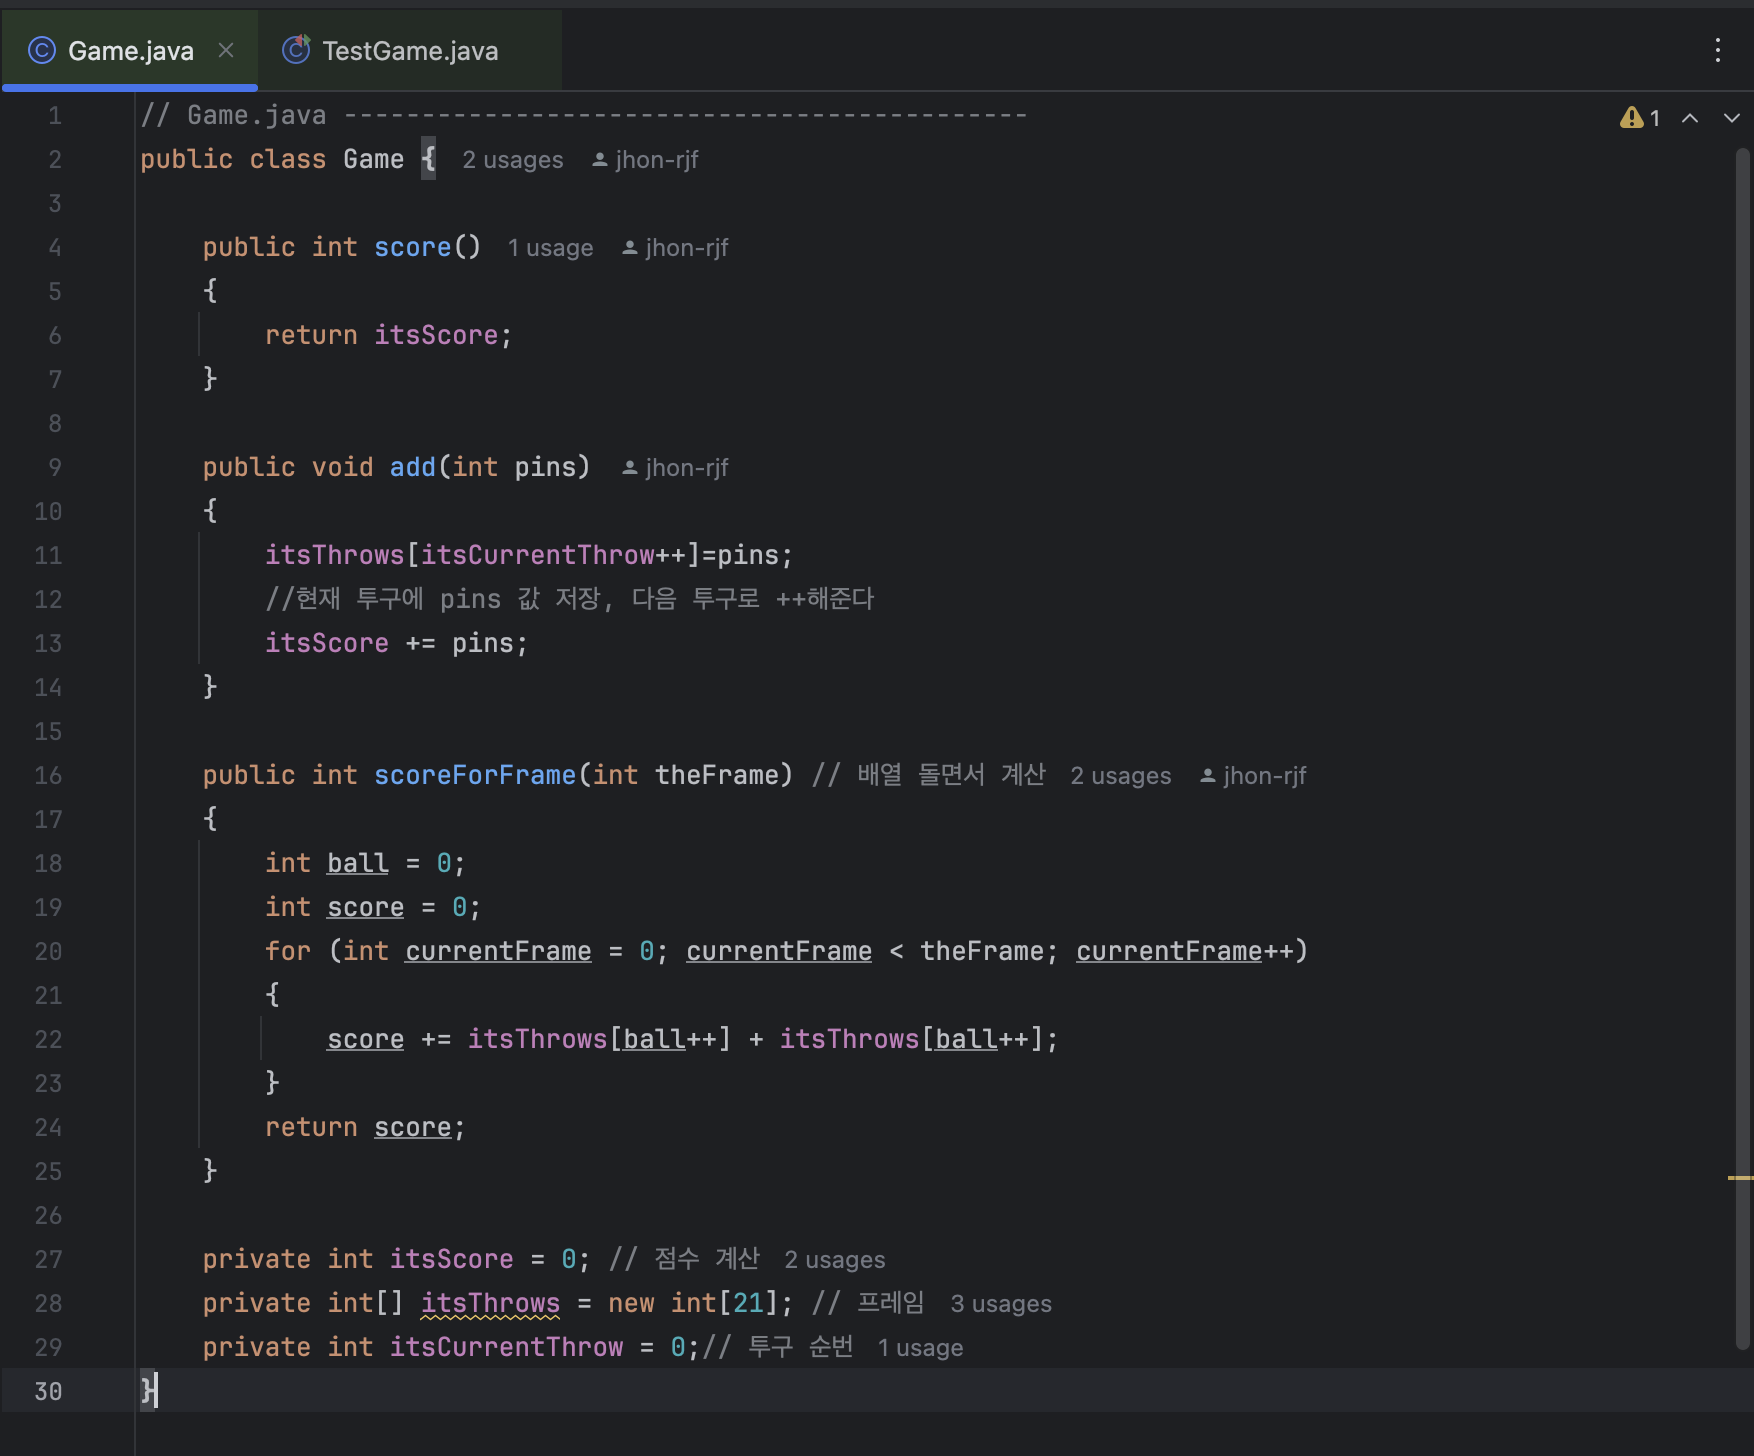 Game.java
TestGame.java
1 // Game.java --------------------------------------------
1
2 public class Game { 2 usages jhon-rjf
3
4 public int score() 1 usage jhon-rjf
5 {
6 return itsScore;
7 }
8
9 public void add(int pins) jhon-rjf
10 {
11 itsThrows[itsCurrentThrow++]=pins;
12 //현재 투구에 pins 값 저장, 다음 투구로 ++해준다
13 itsScore += pins;
14 }
15
16 public int scoreForFrame(int theFrame) // 배열 돌면서 계산 2 usages jhon-rjf
17 {
18 int ball = 0;
19 int score = 0;
20 for (int currentFrame = 0; currentFrame < theFrame; currentFrame++)
21 {
22 score += itsThrows[ball++] + itsThrows[ball++];
23 }
24 return score;
25 }
26
27 private int itsScore = 0; // 점수 계산 2 usages
28 private int[] itsThrows = new int[21]; // 프레임 3 usages
29 private int itsCurrentThrow = 0;// 투구 순번 1 usage
30 }